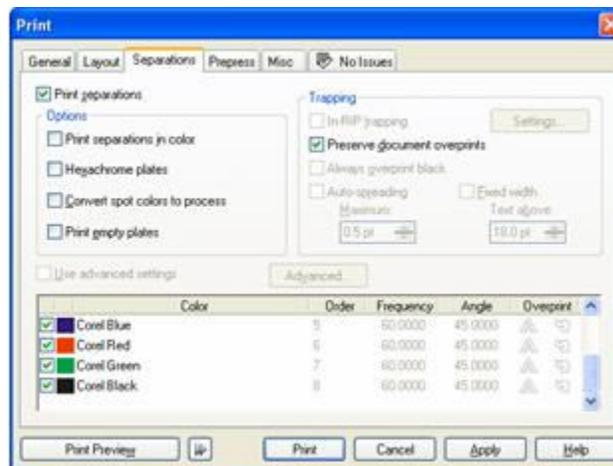 Print
General Layout Separations Prepress Misc No Issues
Print separations
Options
Print separations in color
Hexachrome plates
Convert spot colors to process
Print empty plates
Trapping
In-RIP trapping Settings...
Preserve document overprints
Always overprint black
Auto-spreading Fixed width
Maximum: Text above:
0.5 pt 18.0 pt
Use advanced settings Advanced...
Color Order Frequency Angle Overprint
Corel Blue 5 60.0000 45.0000
Corel Red 6 60.0000 45.0000
Corel Green 7 60.0000 45.0000
Corel Black 8 60.0000 45.0000
Print Preview Print Cancel Apply Help